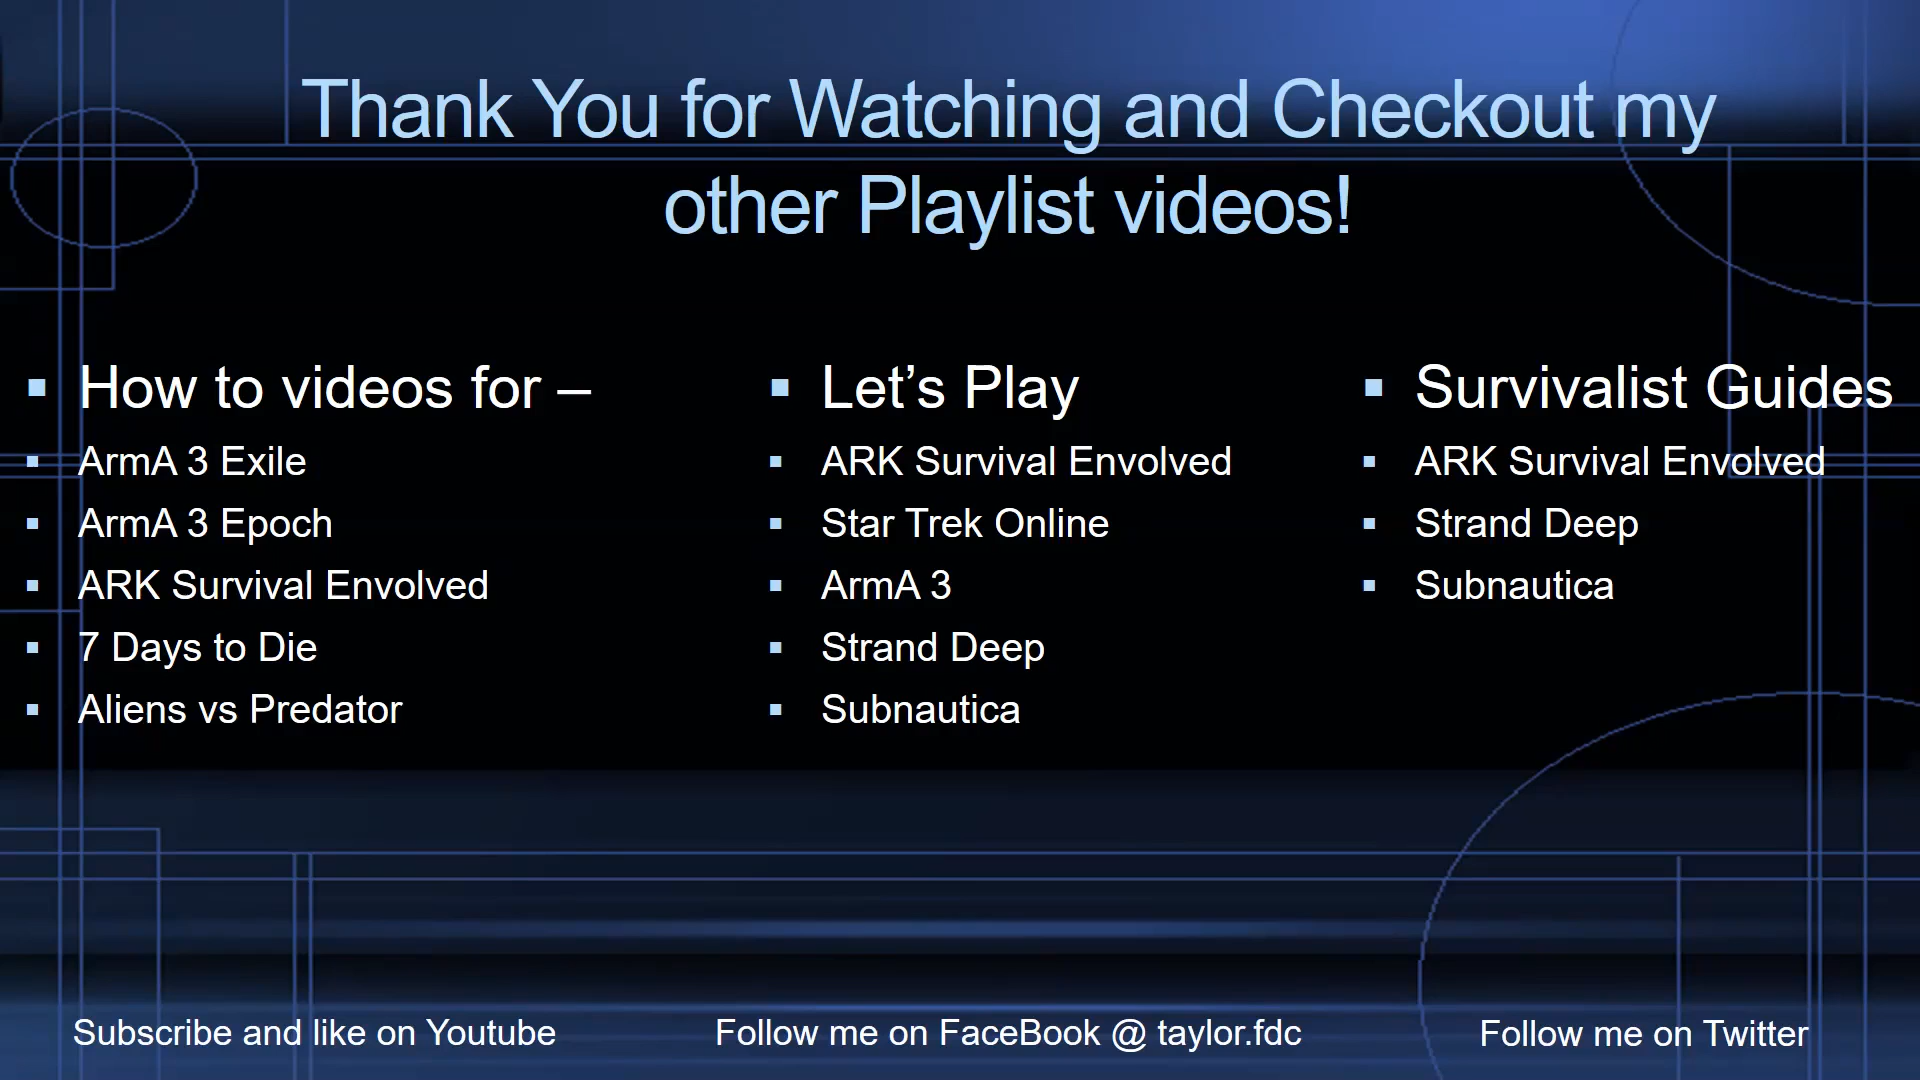 Thank You for Watching and Checkout my
other Playlist videos!
How to videos for –
ArmA 3 Exile
ArmA 3 Epoch
ARK Survival Envolved
7 Days to Die
Aliens vs Predator
Let’s Play
ARK Survival Envolved
Star Trek Online
ArmA 3
Strand Deep
Subnautica
Survivalist Guides
ARK Survival Envolved
Strand Deep
Subnautica
Subscribe and like on Youtube
Follow me on FaceBook @ taylor.fdc
Follow me on Twitter